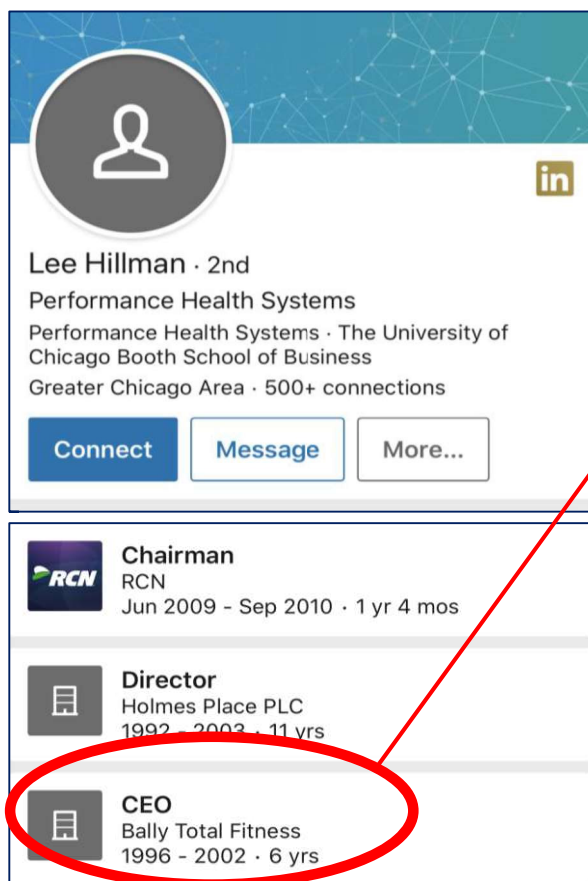 in
Lee Hillman · 2nd
Performance Health Systems
Performance Health Systems · The University of
Chicago Booth School of Business
Greater Chicago Area · 500+ connections
Connect
Message
More...
RCN
Chairman
RCN
Jun 2009 - Sep 2010 · 1 yr 4 mos
Director
Holmes Place PLC
1992 - 2003 · 11 yrs
CEO
Bally Total Fitness
1996 - 2002 · 6 yrs